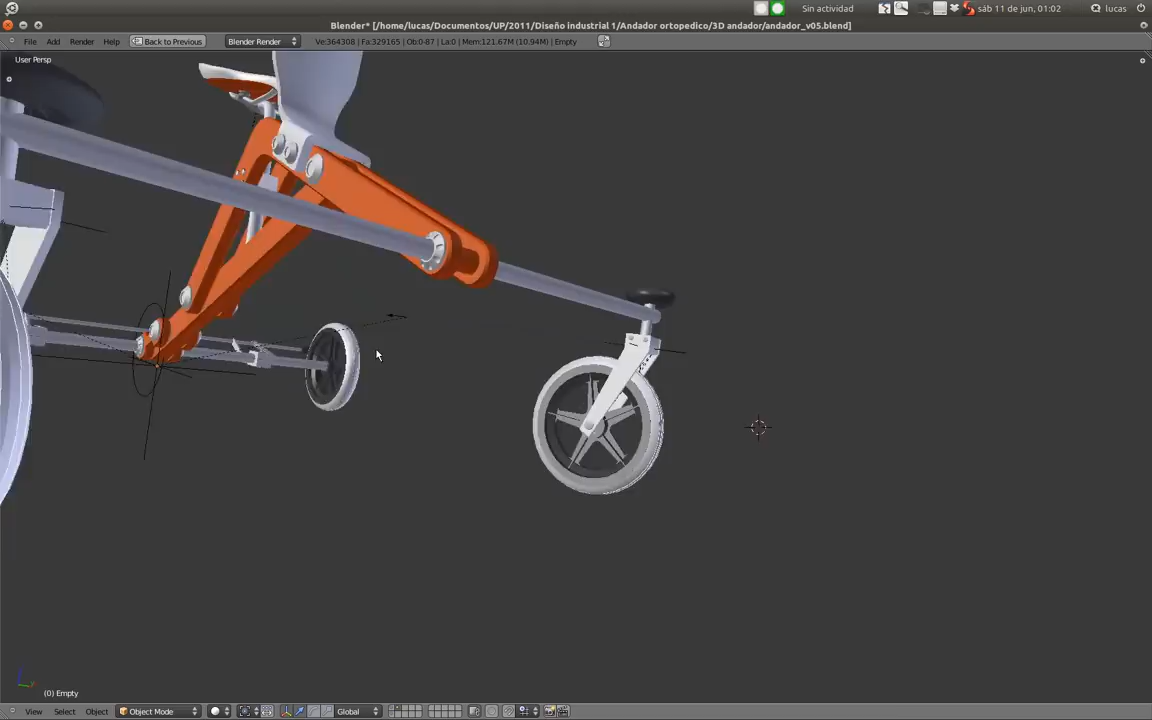 Sin actividad
sáb 11 de jun, 01:02
lucas
Blender* [/home/lucas/Documentos/UP/2011/Diseño industrial 1/Andador ortopedico/3D andador/andador_v05.blend]
File Add Render Help Back to Previous Blender Render Ve:364308 | Fa:329165 | Ob:0-87 | La:0 | Mem:121.67M (10.94M) | Empty
User Persp
(0) Empty
View Select Object Object Mode Global